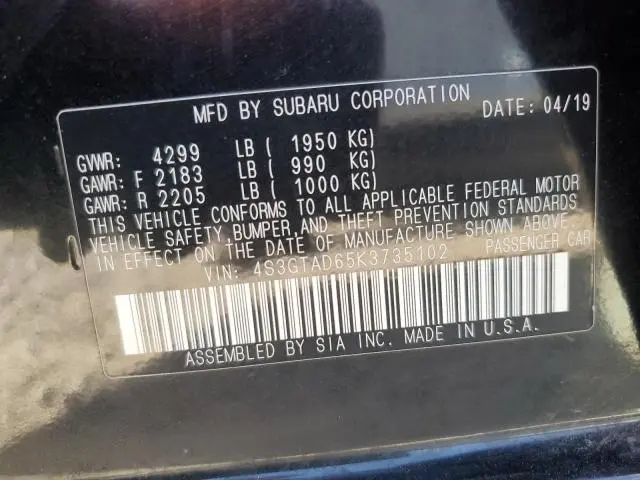 MFD BY SUBARU CORPORATION DATE: 04/19
GVWR: 4299 LB ( 1950 KG)
GAWR: F 2183 LB ( 990 KG)
GAWR: R 2205 LB ( 1000 KG)
THIS VEHICLE CONFORMS TO ALL APPLICABLE FEDERAL MOTOR
VEHICLE SAFETY, BUMPER, AND THEFT PREVENTION STANDARDS
IN EFFECT ON THE DATE OF MANUFACTURE SHOWN ABOVE.
VIN: 4S3GTAD65K3735102 PASSENGER CAR
ASSEMBLED BY SIA INC. MADE IN U.S.A.